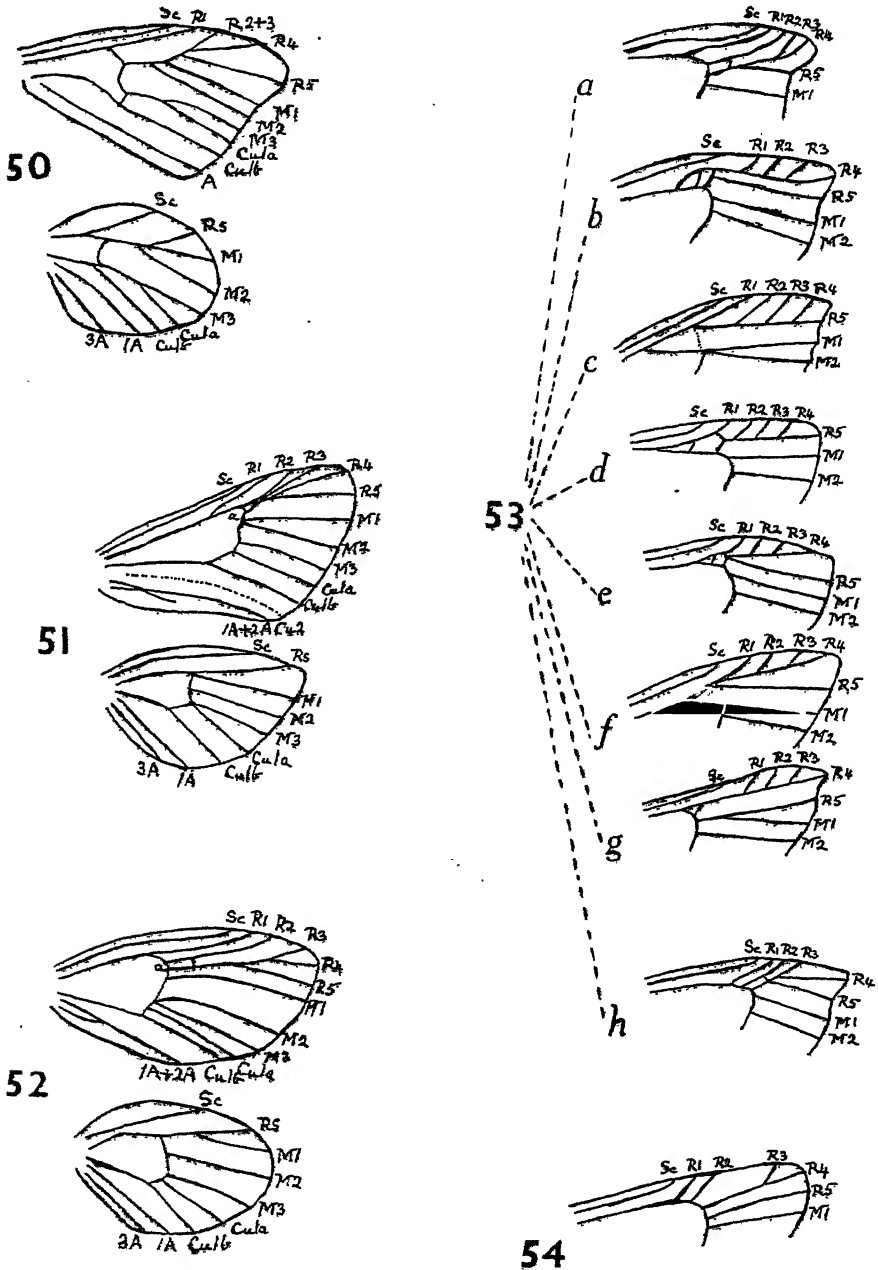 Sc R1 R2+3
R4
R5
M1
M2
M3
Cu1a
Cu1b
A
50
Sc
R5
M1
M2
M3
Cu1a
Cu1b
1A
3A
Sc R1 R2 R3
R4
R5
M1
M2
M3
Cu1a
Cu1b
1A+2A Cu2
51
Sc R5
M1
M2
M3
Cu1a
Cu1b
1A
3A
Sc R1 R2
R3
R4
R5
M1
M2
M3
1A+2A Cu1b Cu1a
52
Sc
R5
M1
M2
M3
Cu1a
Cu1b
1A
3A
53
a
Sc R1 R2 R3
R4
R5
M1
b
Sc R1 R2 R3
R4
R5
M1
M2
c
Sc R1 R2 R3 R4
R5
M1
M2
d
Sc R1 R2 R3 R4
R5
M1
M2
e
Sc R1 R2 R3 R4
R5
M1
M2
f
Sc R1 R2 R3 R4
R5
M1
M2
g
Sc R1 R2 R3
R4
R5
M1
M2
h
Sc R1 R2 R3
R4
R5
M1
M2
54
Sc R1 R2 R3
R4
R5
M1